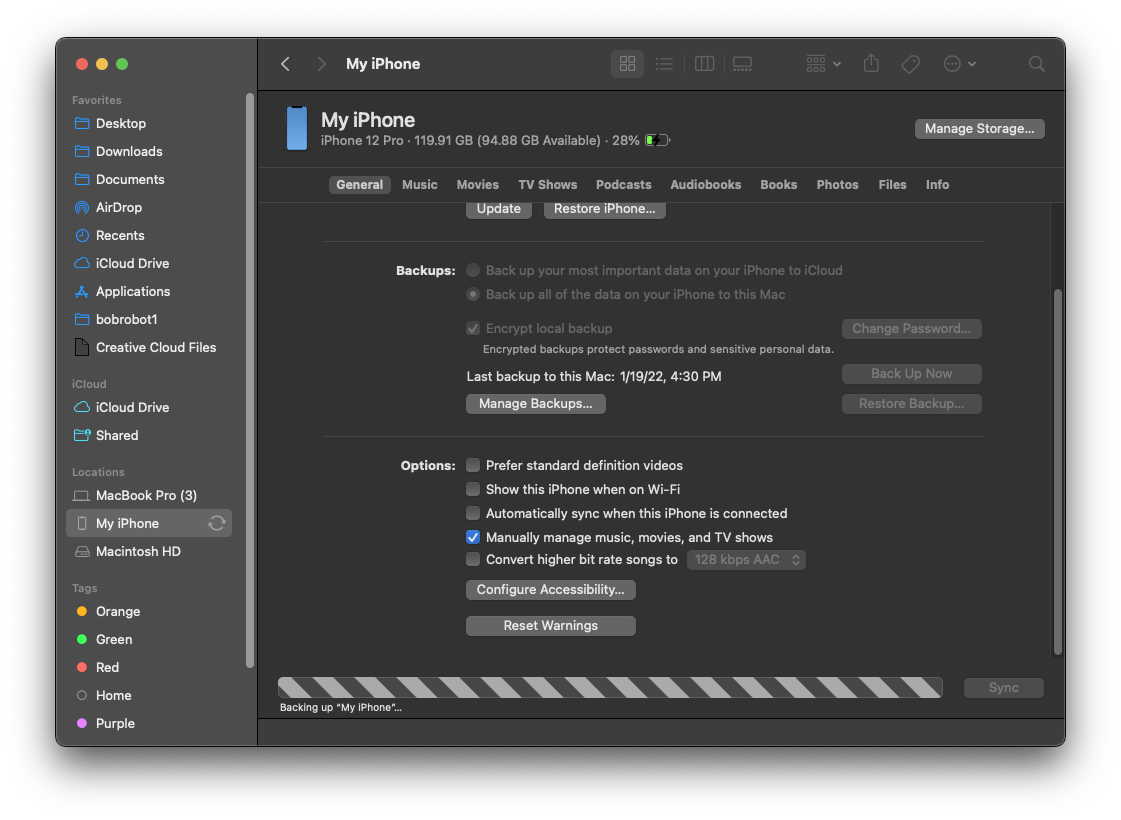 My iPhone
Favorites
Desktop
Downloads
Documents
AirDrop
Recents
iCloud Drive
Applications
bobrobot1
Creative Cloud Files
iCloud
iCloud Drive
Shared
Locations
MacBook Pro (3)
My iPhone
Macintosh HD
Tags
Orange
Green
Red
Home
Purple
My iPhone
iPhone 12 Pro · 119.91 GB (94.88 GB Available) · 28%
Manage Storage...
General Music Movies TV Shows Podcasts Audiobooks Books Photos Files Info
Update Restore iPhone...
Backups: Back up your most important data on your iPhone to iCloud
Back up all of the data on your iPhone to this Mac
Encrypt local backup Change Password...
Encrypted backups protect passwords and sensitive personal data.
Last backup to this Mac: 1/19/22, 4:30 PM Back Up Now
Manage Backups... Restore Backup...
Options: Prefer standard definition videos
Show this iPhone when on Wi-Fi
Automatically sync when this iPhone is connected
Manually manage music, movies, and TV shows
Convert higher bit rate songs to 128 kbps AAC
Configure Accessibility...
Reset Warnings
Sync
Backing up “My iPhone”...